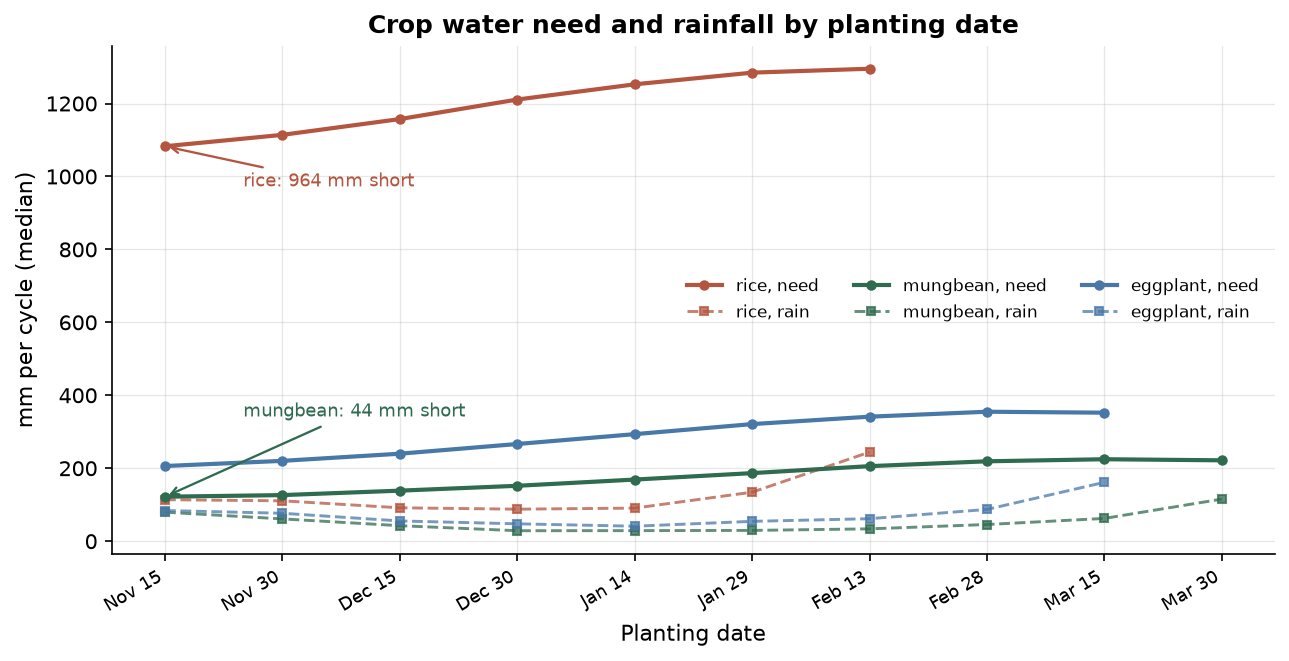 Crop water need and rainfall by planting date
mm per cycle (median)
1200
1000
800
600
400
200
0
rice: 964 mm short
mungbean: 44 mm short
rice, need
mungbean, need
eggplant, need
rice, rain
mungbean, rain
eggplant, rain
Nov 15
Nov 30
Dec 15
Dec 30
Jan 14
Jan 29
Feb 13
Feb 28
Mar 15
Mar 30
Planting date